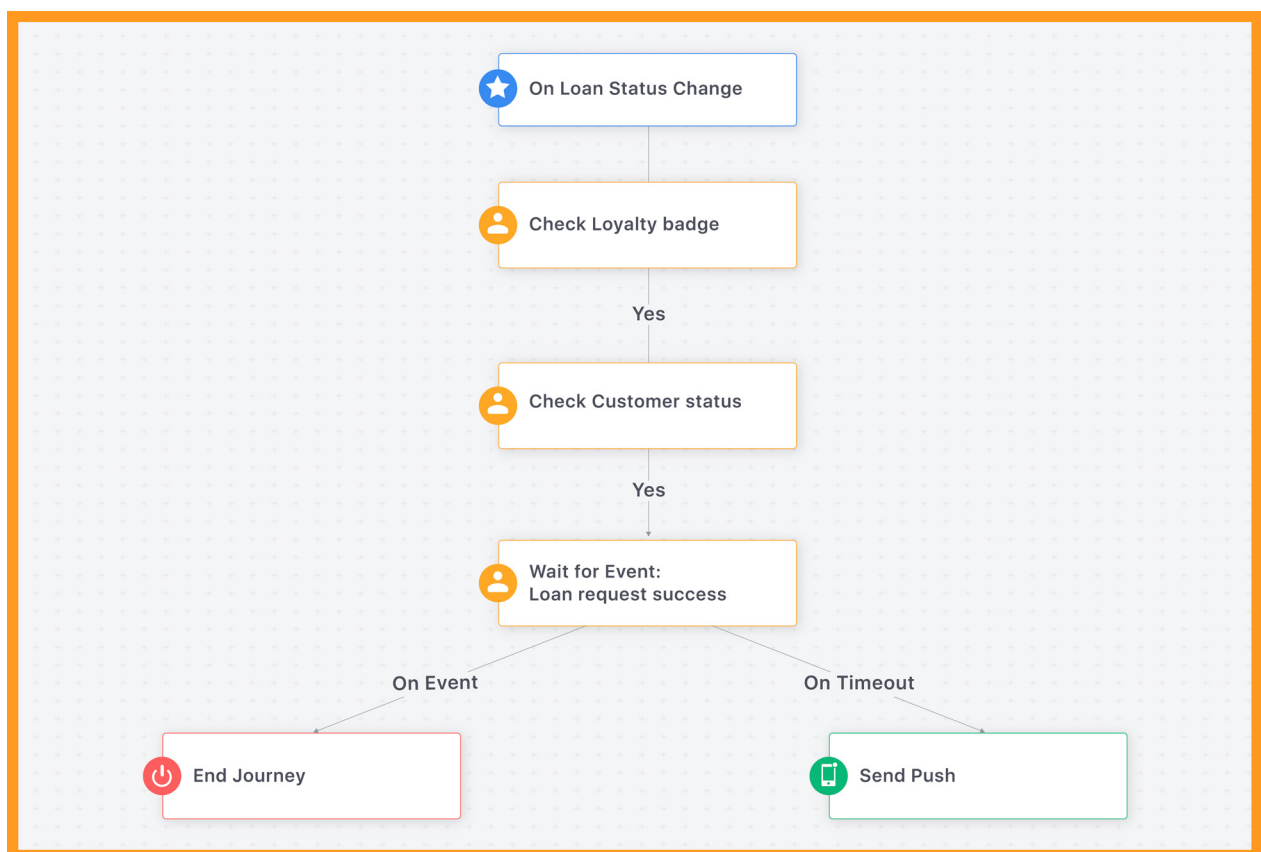 On Loan Status Change
Check Loyalty badge
Yes
Check Customer status
Yes
Wait for Event:
Loan request success
On Event
On Timeout
End Journey
Send Push